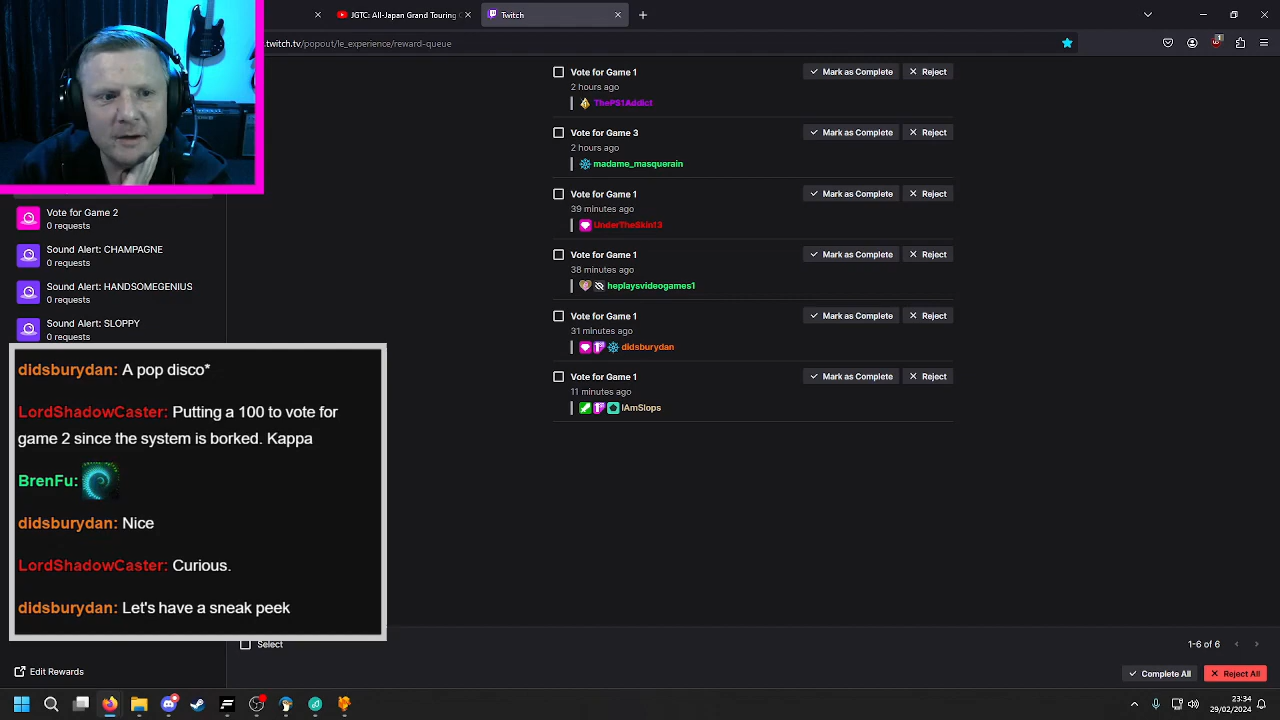 JGTC: All-Japan Grand Touring C
Twitch
.twitch.tv/popout/le_experience/reward-queue
1
Vote for Game 1
Mark as Complete
Reject
2 hours ago
ThePS1Addict
Vote for Game 3
Mark as Complete
Reject
2 hours ago
madame_masquerain
Vote for Game 1
Mark as Complete
Reject
39 minutes ago
UnderTheSkin13
Vote for Game 1
Mark as Complete
Reject
38 minutes ago
heplaysvideogames1
Vote for Game 1
Mark as Complete
Reject
31 minutes ago
didsburydan
Vote for Game 1
Mark as Complete
Reject
11 minutes ago
IAmSlops
Vote for Game 2
0 requests
Sound Alert: CHAMPAGNE
0 requests
Sound Alert: HANDSOMEGENIUS
0 requests
Sound Alert: SLOPPY
0 requests
didsburydan: A pop disco*
LordShadowCaster: Putting a 100 to vote for
game 2 since the system is borked. Kappa
BrenFu:
didsburydan: Nice
LordShadowCaster: Curious.
didsburydan: Let's have a sneak peek
Select
1-6 of 6
Edit Rewards
Complete All
Reject All
23:34
29/02/2024